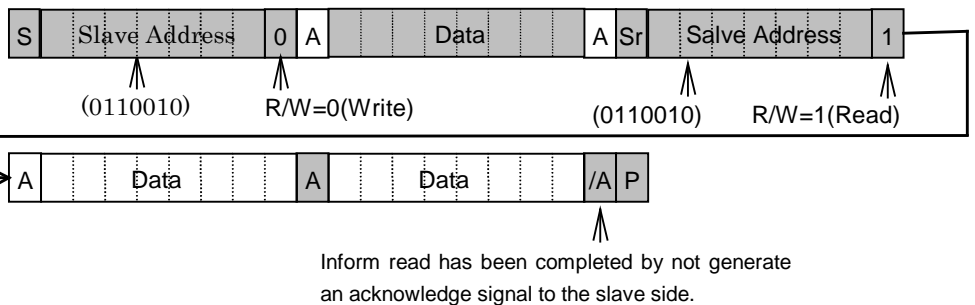 S Slave Address 0 A Data A Sr Salve Address 1
(0110010) R/W=0(Write) (0110010) R/W=1(Read)
A Data A Data /A P
Inform read has been completed by not generate
an acknowledge signal to the slave side.